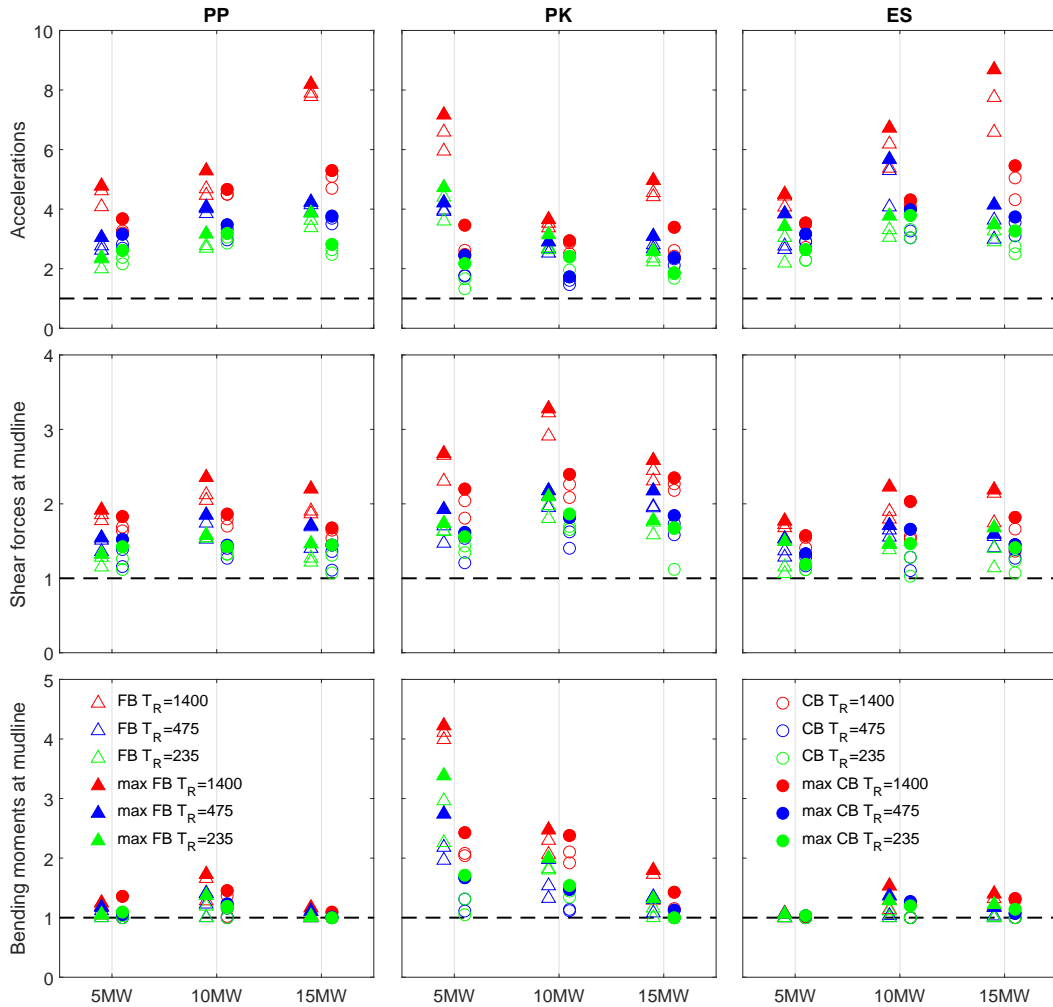 PP PK ES
Accelerations
10
8
6
4
2
0
Shear forces at mudline
4
3
2
1
0
Bending moments at mudline
5
4
3
2
1
0
FB T_R=1400
FB T_R=475
FB T_R=235
max FB T_R=1400
max FB T_R=475
max FB T_R=235
CB T_R=1400
CB T_R=475
CB T_R=235
max CB T_R=1400
max CB T_R=475
max CB T_R=235
5MW 10MW 15MW 5MW 10MW 15MW 5MW 10MW 15MW